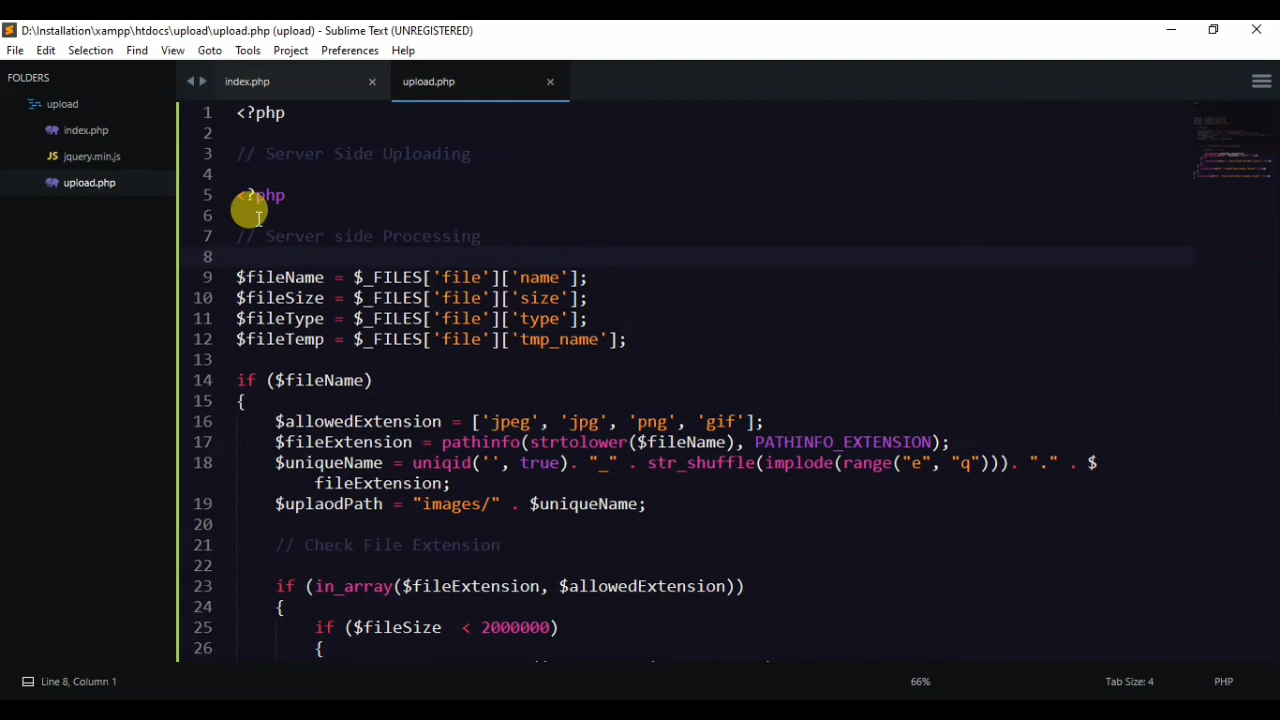 D:\Installation\xampp\htdocs\upload\upload.php (upload) - Sublime Text (UNREGISTERED)
File Edit Selection Find View Goto Tools Project Preferences Help
FOLDERS
upload
index.php
JS jquery.min.js
upload.php
index.php upload.php
1 <?php
2
3 // Server Side Uploading
4
5 <?php
6
7 // Server side Processing
8
9 $fileName = $_FILES['file']['name'];
10 $fileSize = $_FILES['file']['size'];
11 $fileType = $_FILES['file']['type'];
12 $fileTemp = $_FILES['file']['tmp_name'];
13
14 if ($fileName)
15 {
16 $allowedExtension = ['jpeg', 'jpg', 'png', 'gif'];
17 $fileExtension = pathinfo(strtolower($fileName), PATHINFO_EXTENSION);
18 $uniqueName = uniqid('', true). "_" . str_shuffle(implode(range("e", "q"))). "." . $
fileExtension;
19 $uplaodPath = "images/" . $uniqueName;
20
21 // Check File Extension
22
23 if (in_array($fileExtension, $allowedExtension))
24 {
25 if ($fileSize < 2000000)
26 {
Line 8, Column 1 66% Tab Size: 4 PHP